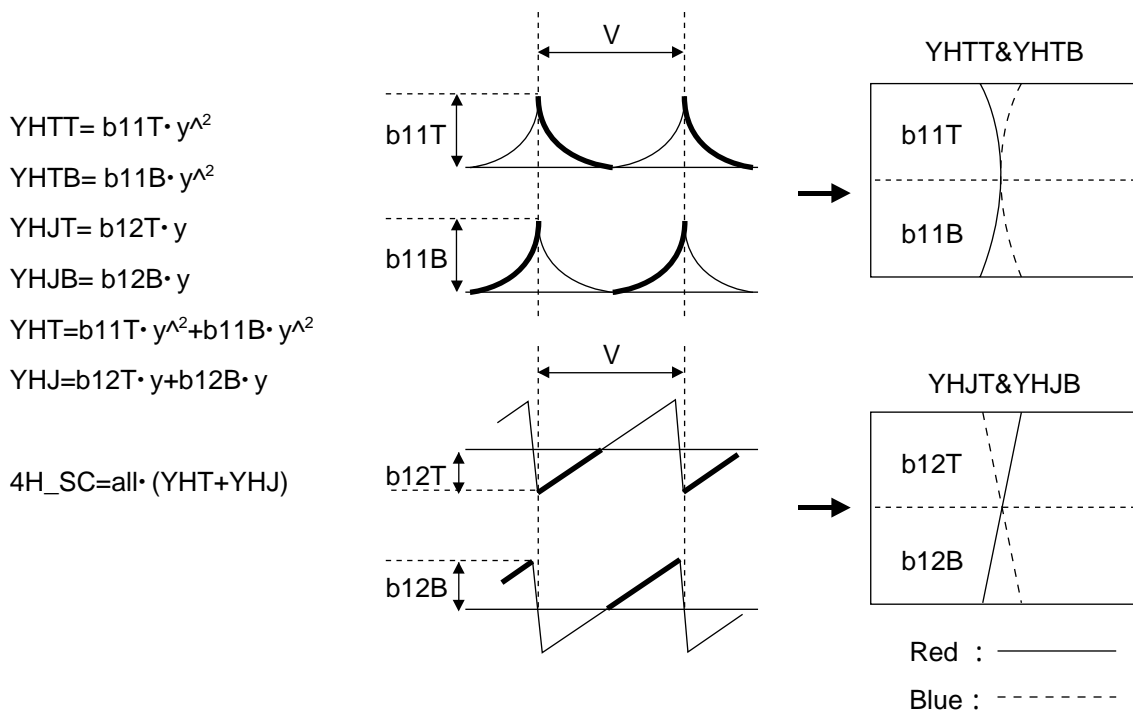 YHTT= b11T• y^²
YHTB= b11B• y^²
YHJT= b12T• y
YHJB= b12B• y
YHT=b11T• y^²+b11B• y^²
YHJ=b12T• y+b12B• y
4H_SC=all• (YHT+YHJ)
V
b11T
b11B
V
b12T
b12B
YHTT&YHTB
b11T
b11B
YHJT&YHJB
b12T
b12B
Red :
Blue :